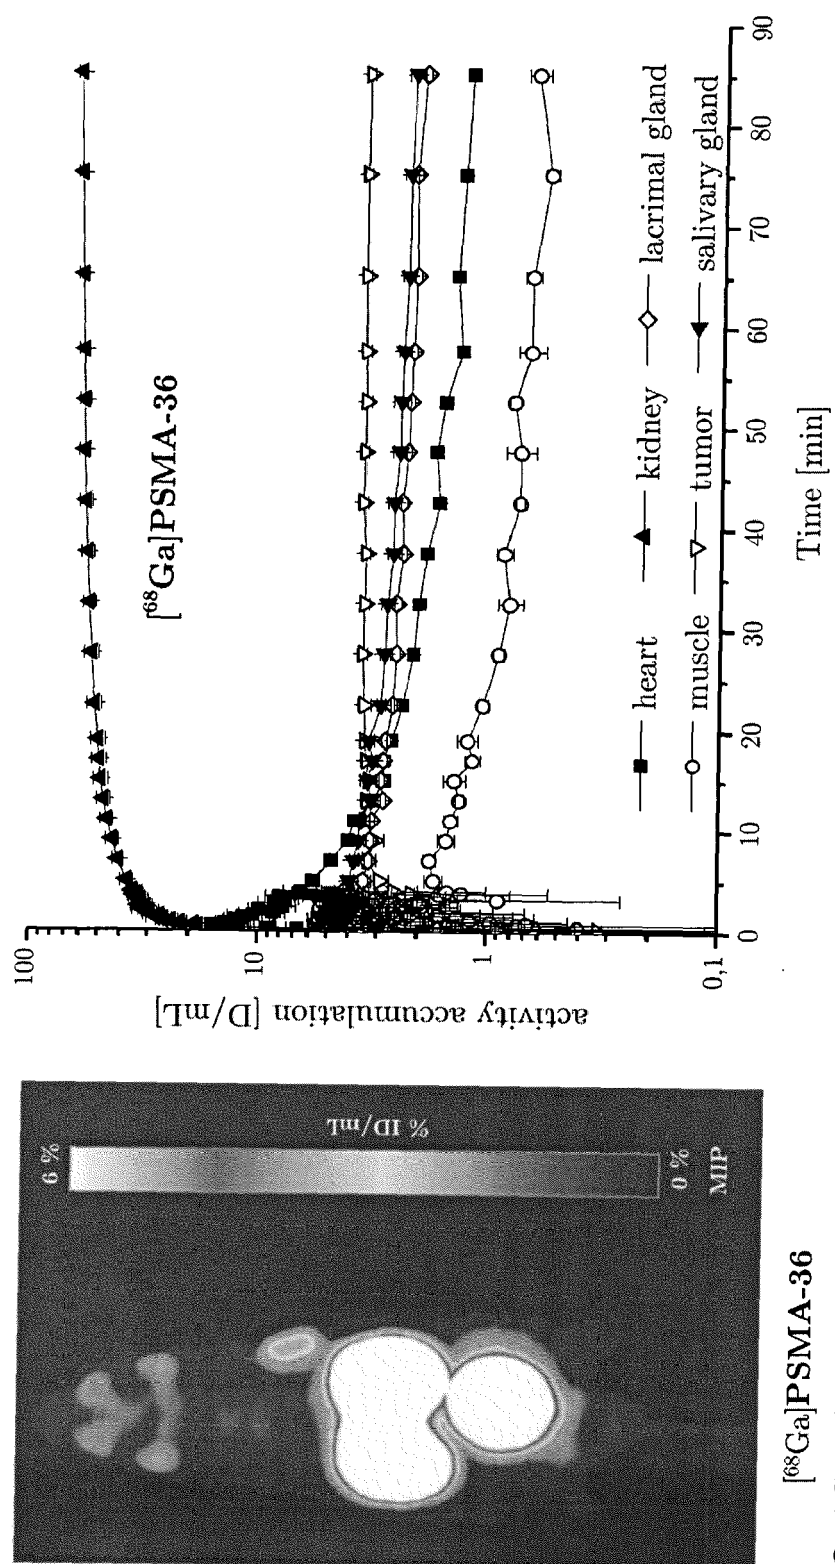 6 %
% ID/mL
0 %
MIP
[⁶⁸Ga]PSMA-36
activity accumulation [D/mL]
100
10
1
0,1
[⁶⁸Ga]PSMA-36
heart
kidney
lacrimal gland
muscle
tumor
salivary gland
0
10
20
30
40
50
60
70
80
90
Time [min]